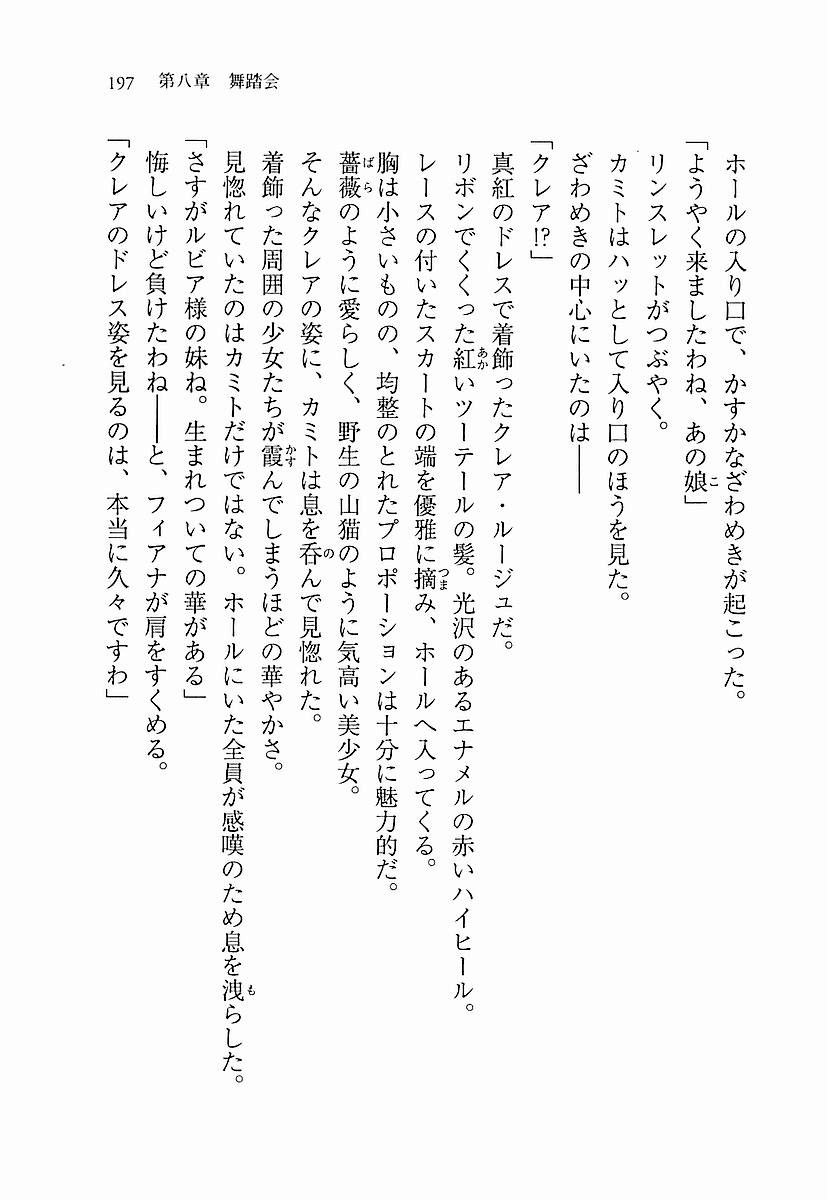 197　第八章　舞踏会
ホールの入り口で、かすかなざわめきが起こった。
「ようやく来ましたわね、あの娘こ」
リンスレットがつぶやく。
カミトはハッとして入り口のほうを見た。
ざわめきの中心にいたのは――
「クレア!?」
真紅のドレスで着飾ったクレア・ルージュだ。
リボンでくくった紅あかいツーテールの髪。光沢のあるエナメルの赤いハイヒール。
レースの付いたスカートの端を優雅に摘つまみ、ホールへ入ってくる。
胸は小さいものの、均整のとれたプロポーションは十分に魅力的だ。
薔薇ばらのように愛らしく、野生の山猫のように気高い美少女。
そんなクレアの姿に、カミトは息を呑のんで見惚れた。
着飾った周囲の少女たちが霞かすんでしまうほどの華やかさ。
見惚れていたのはカミトだけではない。ホールにいた全員が感嘆のため息を洩もらした。
「さすがルビア様の妹ね。生まれついての華がある」
悔しいけど負けたわね――と、フィアナが肩をすくめる。
「クレアのドレス姿を見るのは、本当に久々ですわ」